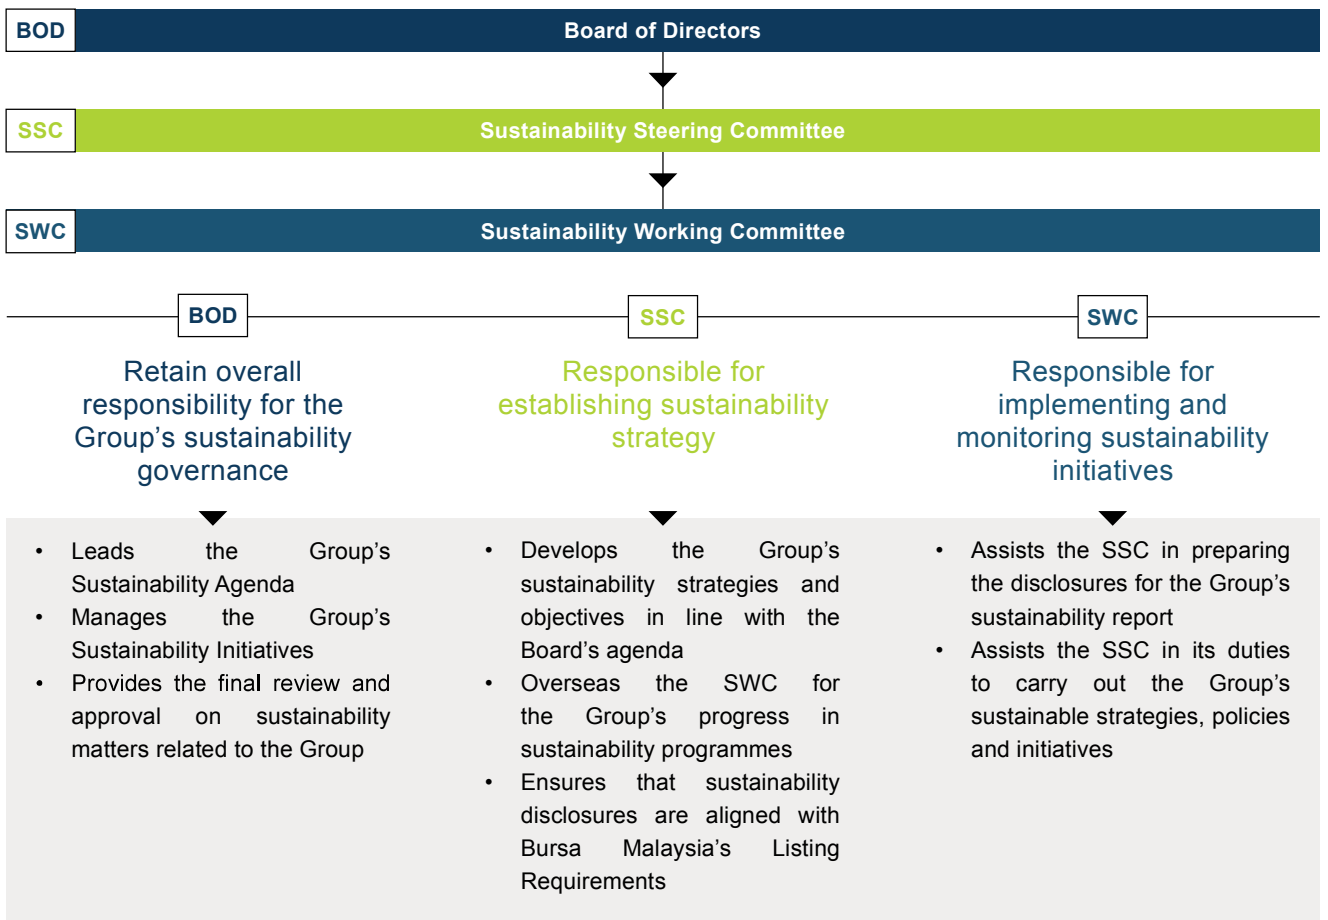 BOD
Board of Directors
SSC
Sustainability Steering Committee
SWC
Sustainability Working Committee
BOD
Retain overall
responsibility for the
Group's sustainability
governance
• Leads the Group's
Sustainability Agenda
• Manages the Group's
Sustainability Initiatives
• Provides the final review and
approval on sustainability
matters related to the Group
SSC
Responsible for
establishing sustainability
strategy
• Develops the Group's
sustainability strategies and
objectives in line with the
Board's agenda
• Overseas the SWC for
the Group's progress in
sustainability programmes
• Ensures that sustainability
disclosures are aligned with
Bursa Malaysia's Listing
Requirements
SWC
Responsible for
implementing and
monitoring sustainability
initiatives
• Assists the SSC in preparing
the disclosures for the Group's
sustainability report
• Assists the SSC in its duties
to carry out the Group's
sustainable strategies, policies
and initiatives